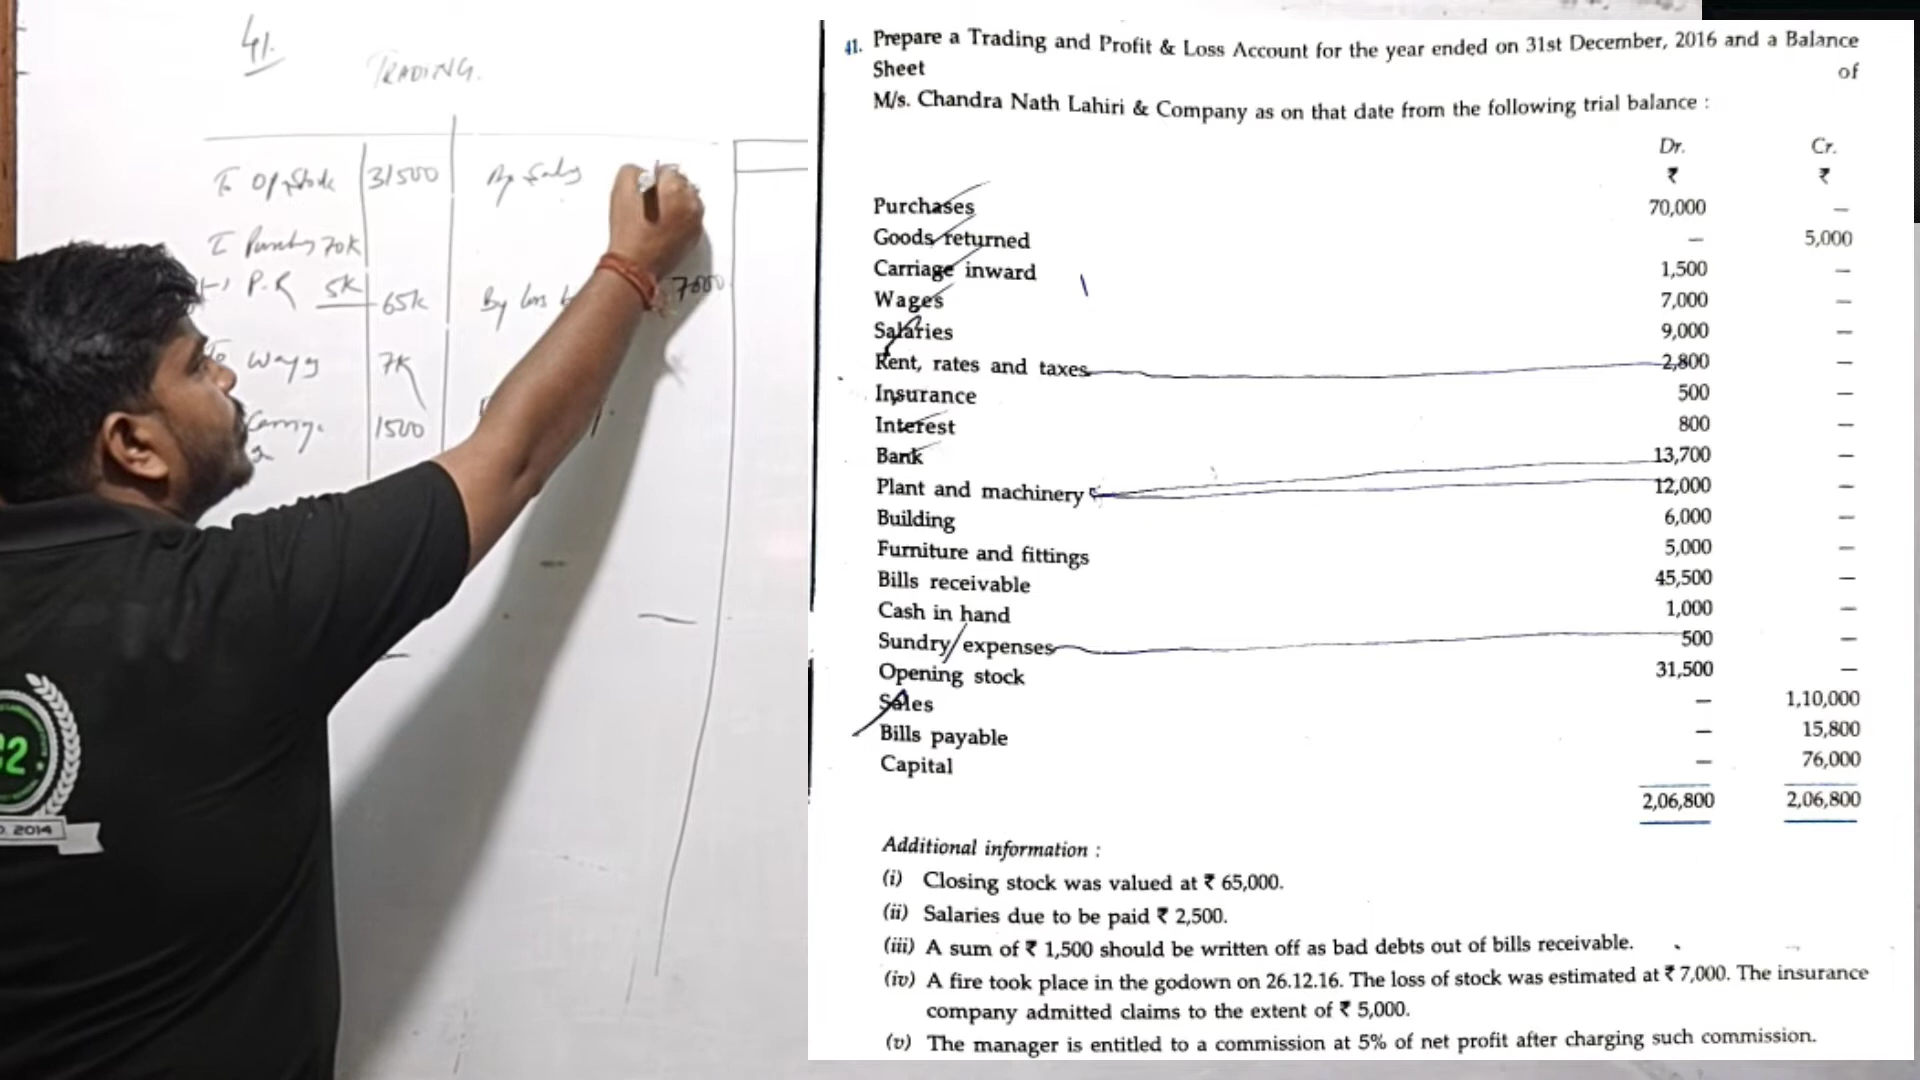 41.
TRADING.
To Op. Stock 31500 By Sales
To Purchas 70K
(-) P.R 5K 65K By loss b 7000
To Wages 7K
Carriage 1500
2
D. 2014
41. Prepare a Trading and Profit & Loss Account for the year ended on 31st December, 2016 and a Balance
Sheet of
M/s. Chandra Nath Lahiri & Company as on that date from the following trial balance :
Dr. Cr.
₹ ₹
Purchases 70,000 —
Goods returned — 5,000
Carriage inward 1,500 —
Wages 7,000 —
Salaries 9,000 —
Rent, rates and taxes 2,800 —
Insurance 500 —
Interest 800 —
Bank 13,700 —
Plant and machinery 12,000 —
Building 6,000 —
Furniture and fittings 5,000 —
Bills receivable 45,500 —
Cash in hand 1,000 —
Sundry expenses 500 —
Opening stock 31,500 —
Sales — 1,10,000
Bills payable — 15,800
Capital — 76,000
2,06,800 2,06,800
Additional information :
(i) Closing stock was valued at ₹ 65,000.
(ii) Salaries due to be paid ₹ 2,500.
(iii) A sum of ₹ 1,500 should be written off as bad debts out of bills receivable.
(iv) A fire took place in the godown on 26.12.16. The loss of stock was estimated at ₹ 7,000. The insurance
company admitted claims to the extent of ₹ 5,000.
(v) The manager is entitled to a commission at 5% of net profit after charging such commission.